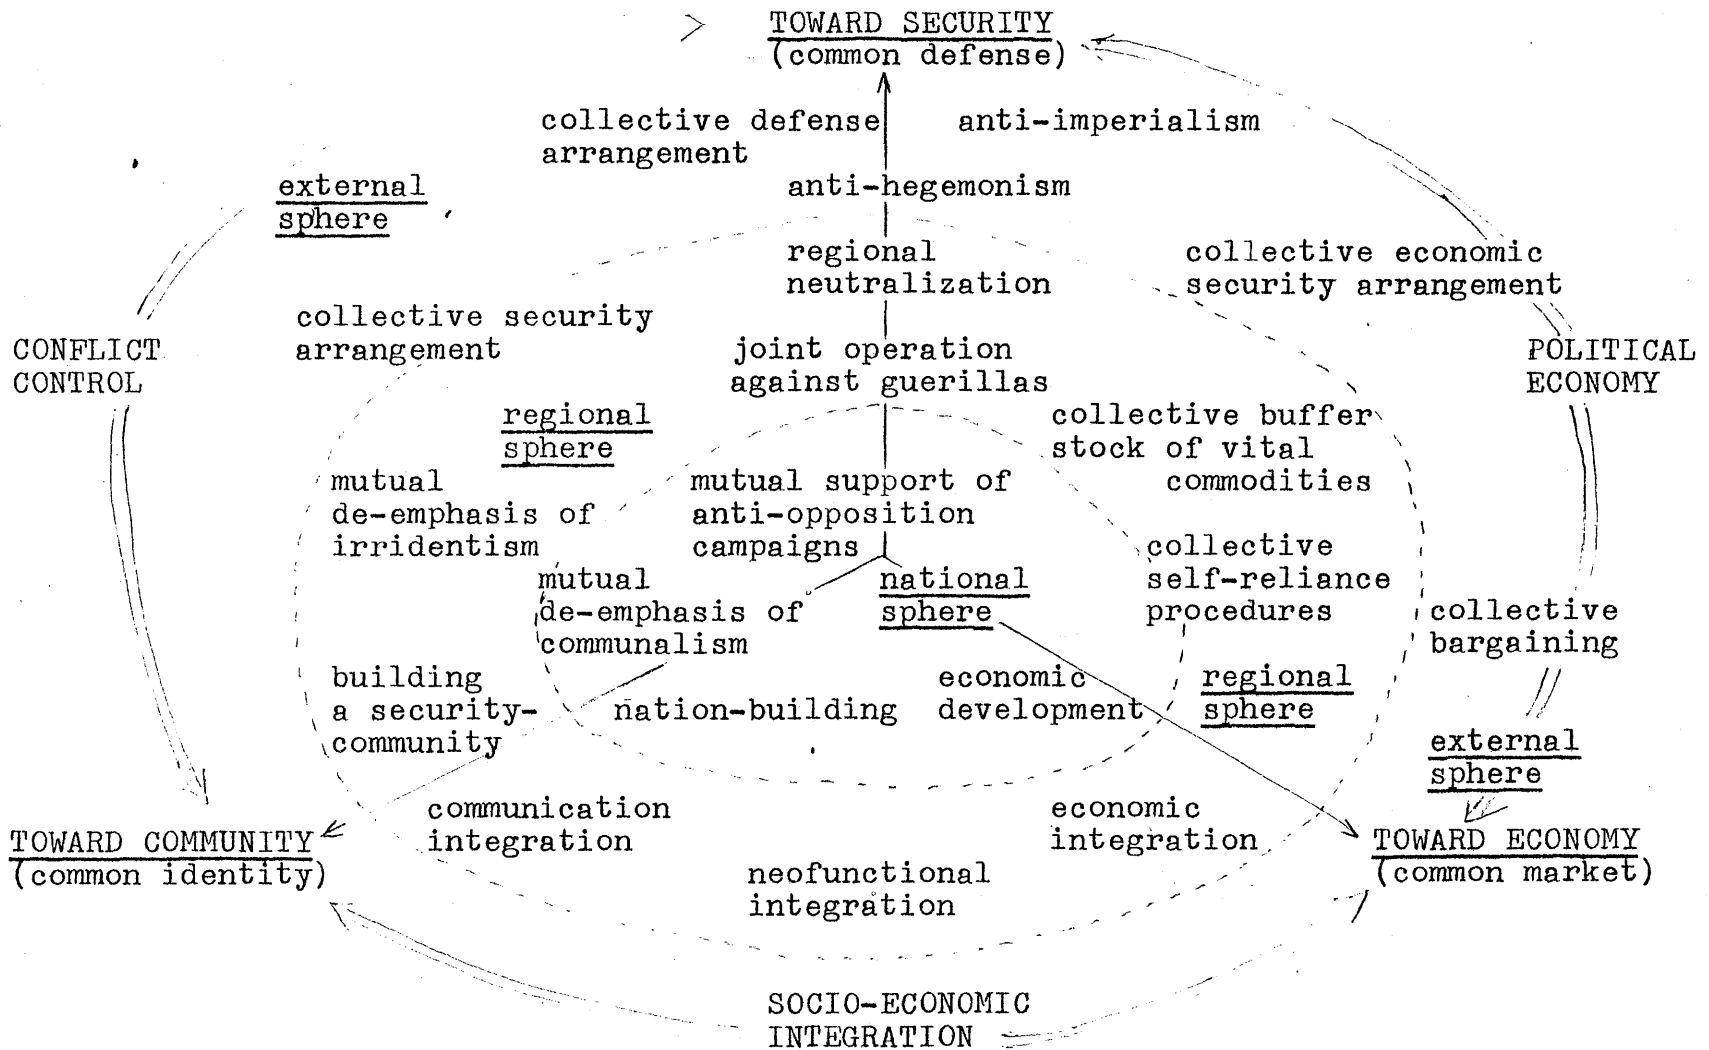 TOWARD SECURITY
(common defense)
collective defense
arrangement
anti-imperialism
external
sphere
anti-hegemonism
regional
neutralization
collective economic
security arrangement
collective security
arrangement
CONFLICT
CONTROL
joint operation
against guerillas
POLITICAL
ECONOMY
regional
sphere
collective buffer
stock of vital
commodities
mutual
de-emphasis of
irridentism
mutual support of
anti-opposition
campaigns
collective
self-reliance
procedures
mutual
de-emphasis of
communalism
national
sphere
collective
bargaining
building
a security-
community
nation-building
economic
development
regional
sphere
external
sphere
communication
integration
economic
integration
TOWARD COMMUNITY
(common identity)
TOWARD ECONOMY
(common market)
neofunctional
integration
SOCIO-ECONOMIC
INTEGRATION